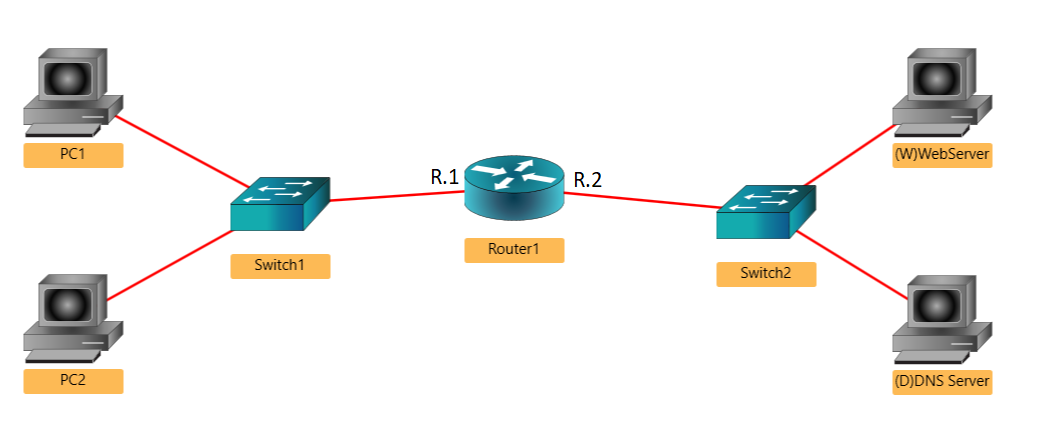 PC1
(W)WebServer
R.1
R.2
Router1
Switch1
Switch2
PC2
(D)DNS Server